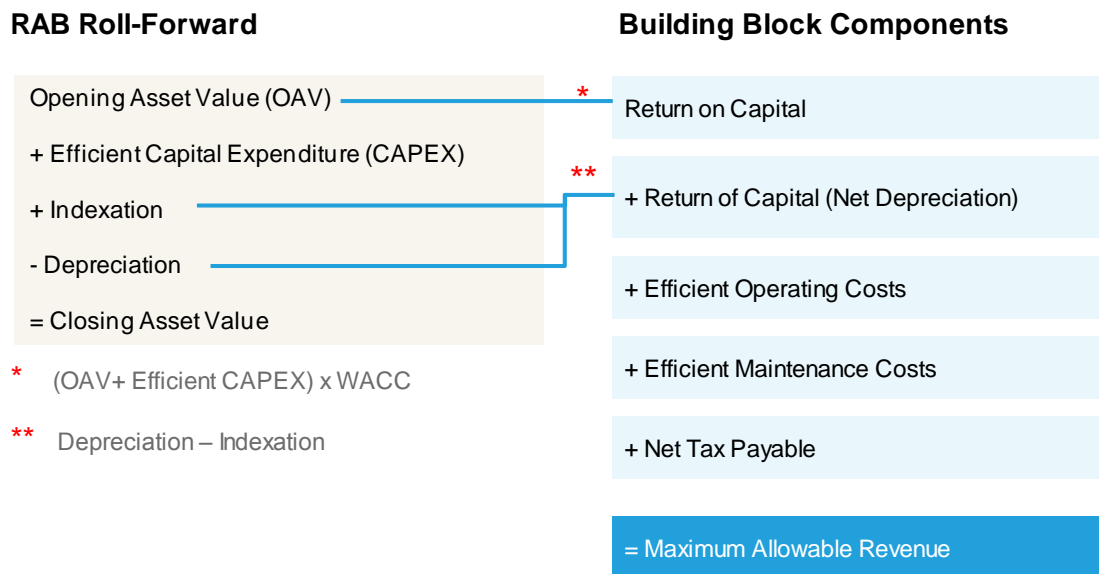 RAB Roll-Forward
Opening Asset Value (OAV)
+ Efficient Capital Expenditure (CAPEX)
+ Indexation
- Depreciation
= Closing Asset Value
* (OAV+ Efficient CAPEX) x WACC
** Depreciation – Indexation
*
**
Building Block Components
Return on Capital
+ Return of Capital (Net Depreciation)
+ Efficient Operating Costs
+ Efficient Maintenance Costs
+ Net Tax Payable
= Maximum Allowable Revenue